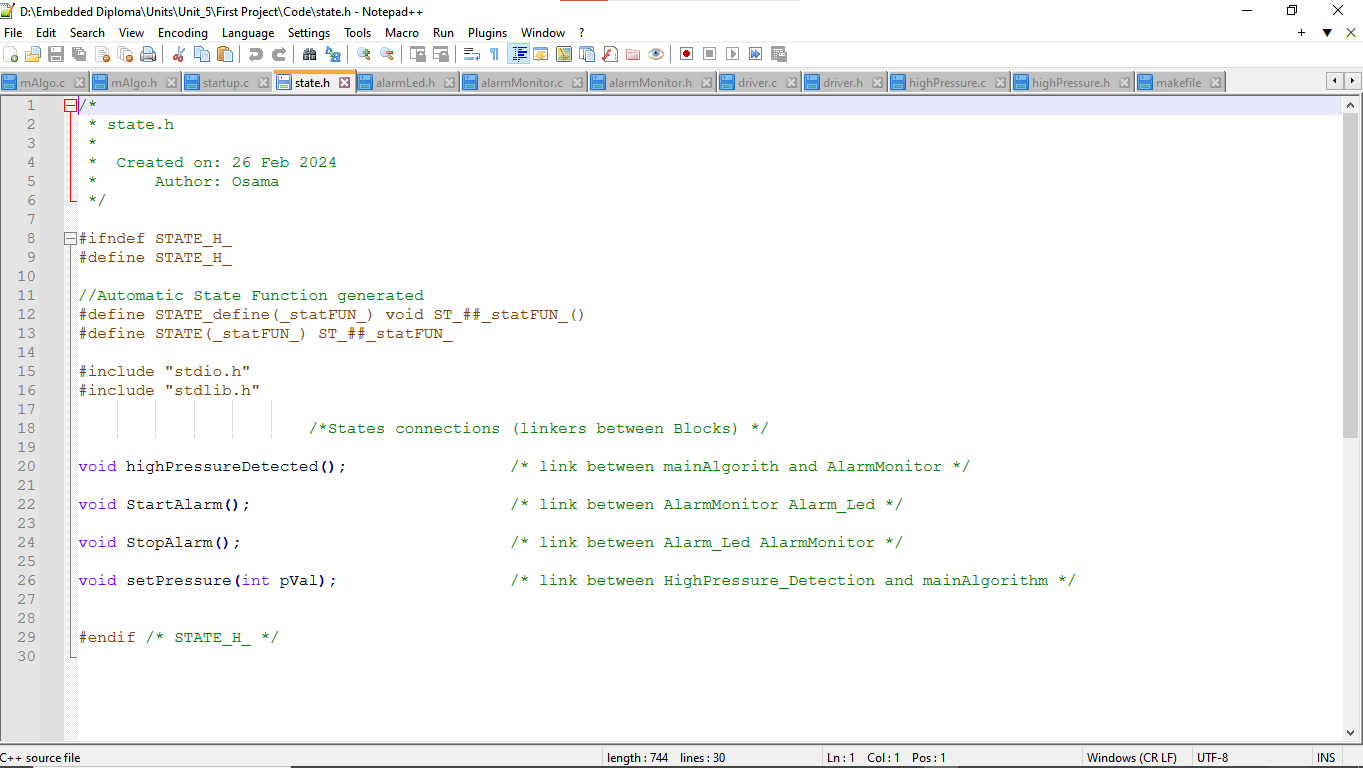 D:\Embedded Diploma\Units\Unit_5\First Project\Code\state.h - Notepad++
File Edit Search View Encoding Language Settings Tools Macro Run Plugins Window ?
mAlgo.c mAlgo.h startup.c state.h alarmLed.h alarmMonitor.c alarmMonitor.h driver.c driver.h highPressure.c highPressure.h makefile
1 /*
2 * state.h
3 *
4 * Created on: 26 Feb 2024
5 * Author: Osama
6 */
7
8 #ifndef STATE_H_
9 #define STATE_H_
10
11 //Automatic State Function generated
12 #define STATE_define(_statFUN_) void ST_##_statFUN_()
13 #define STATE(_statFUN_) ST_##_statFUN_
14
15 #include "stdio.h"
16 #include "stdlib.h"
17
18 /*States connections (linkers between Blocks) */
19
20 void highPressureDetected(); /* link between mainAlgorith and AlarmMonitor */
21
22 void StartAlarm(); /* link between AlarmMonitor Alarm_Led */
23
24 void StopAlarm(); /* link between Alarm_Led AlarmMonitor */
25
26 void setPressure(int pVal); /* link between HighPressure_Detection and mainAlgorithm */
27
28
29 #endif /* STATE_H_ */
30
C++ source file length : 744 lines : 30 Ln : 1 Col : 1 Pos : 1 Windows (CR LF) UTF-8 INS